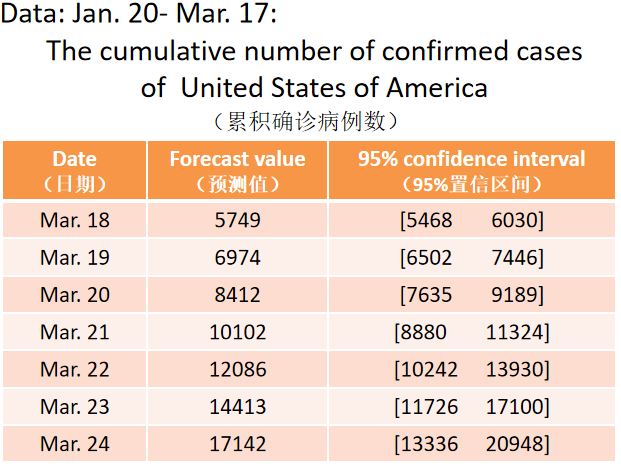 Data: Jan. 20- Mar. 17:
The cumulative number of confirmed cases
of United States of America
（累积确诊病例数）
Date Forecast value 95% confidence interval
（日期） （预测值） （95%置信区间）
Mar. 18 5749 [5468 6030]
Mar. 19 6974 [6502 7446]
Mar. 20 8412 [7635 9189]
Mar. 21 10102 [8880 11324]
Mar. 22 12086 [10242 13930]
Mar. 23 14413 [11726 17100]
Mar. 24 17142 [13336 20948]